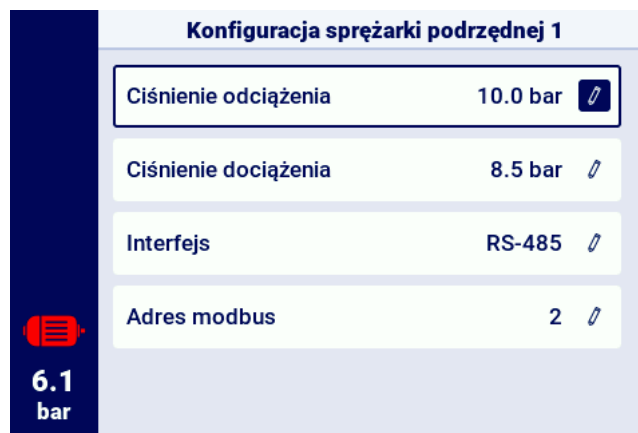 Konfiguracja sprężarki podrzędnej 1
Ciśnienie odciążenia 10.0 bar
Ciśnienie dociążenia 8.5 bar
Interfejs RS-485
Adres modbus 2
6.1
bar